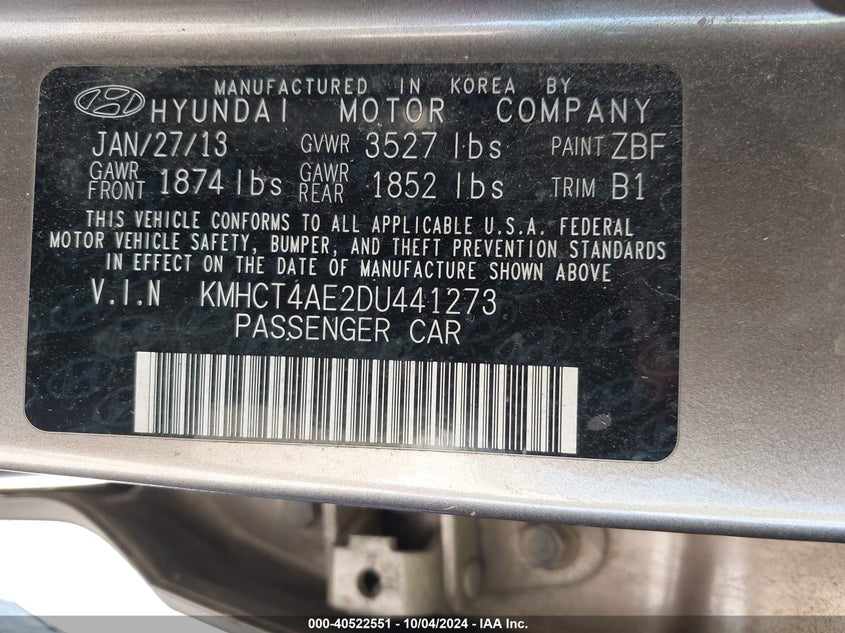 MANUFACTURED IN KOREA BY
HYUNDAI MOTOR COMPANY
JAN/27/13 GVWR 3527 lbs PAINT ZBF
GAWR FRONT 1874 lbs GAWR REAR 1852 lbs TRIM B1
THIS VEHICLE CONFORMS TO ALL APPLICABLE U.S.A. FEDERAL
MOTOR VEHICLE SAFETY, BUMPER, AND THEFT PREVENTION STANDARDS
IN EFFECT ON THE DATE OF MANUFACTURE SHOWN ABOVE
V.I.N KMHCT4AE2DU441273
PASSENGER CAR
000-40522551 - 10/04/2024 - IAA Inc.